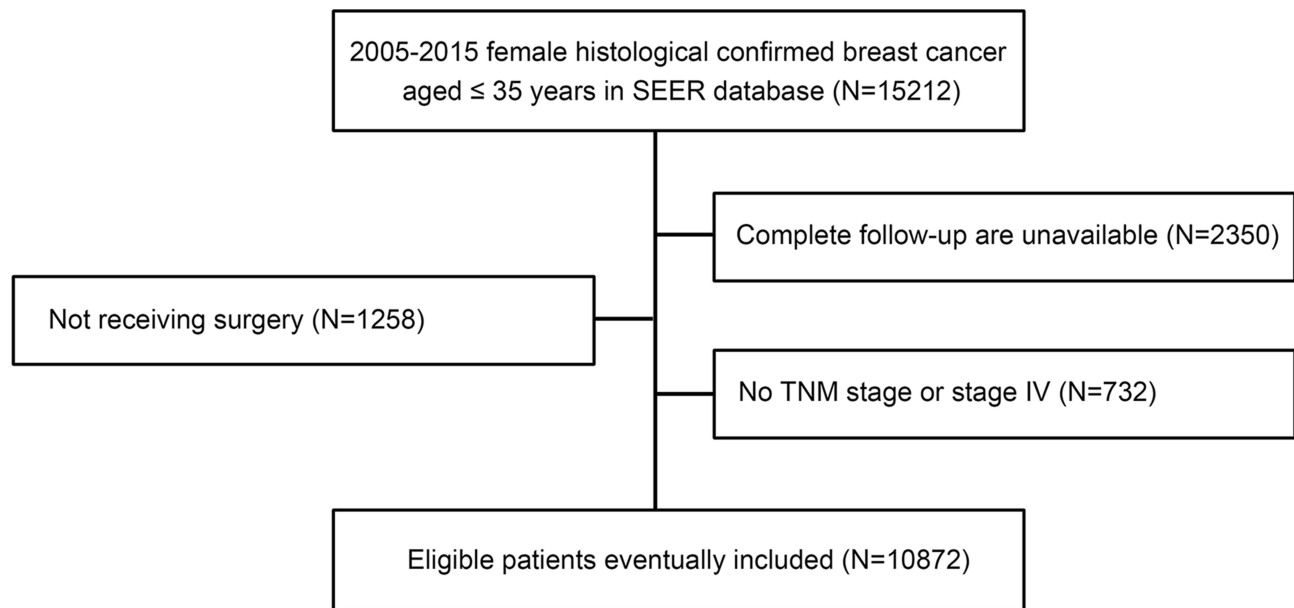 2005-2015 female histological confirmed breast cancer
aged ≤ 35 years in SEER database (N=15212)
Complete follow-up are unavailable (N=2350)
Not receiving surgery (N=1258)
No TNM stage or stage IV (N=732)
Eligible patients eventually included (N=10872)